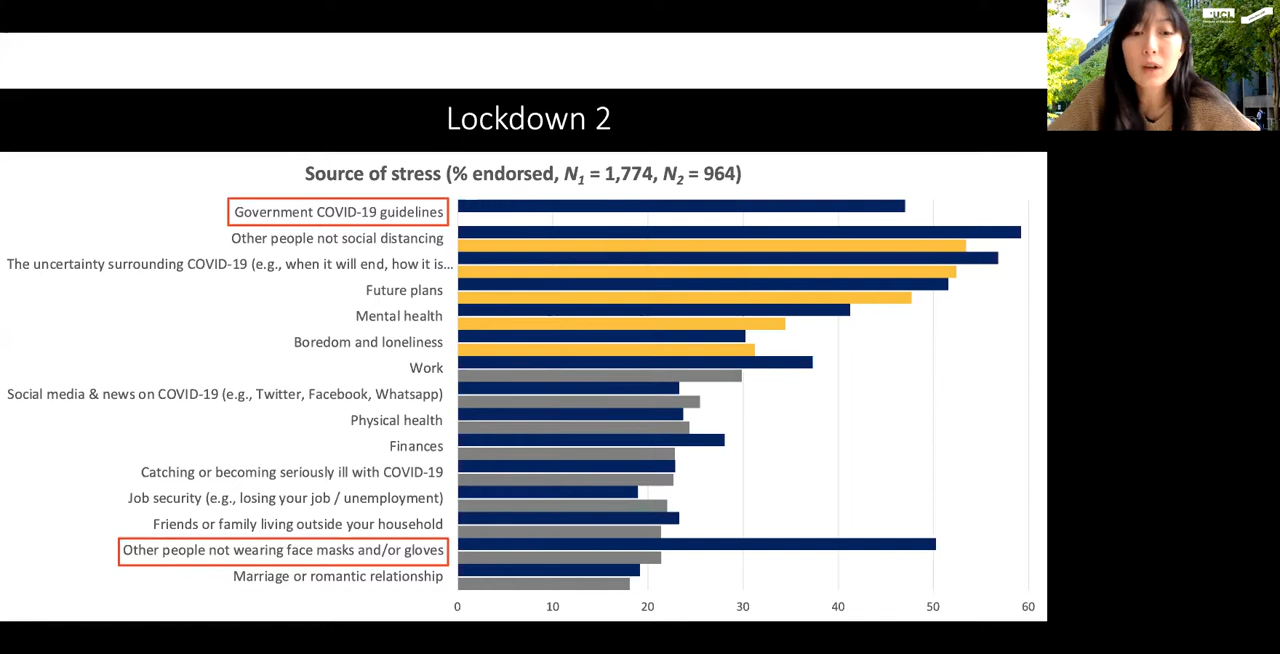 UCL
Lockdown 2
Source of stress (% endorsed, N1 = 1,774, N2 = 964)
Government COVID-19 guidelines
Other people not social distancing
The uncertainty surrounding COVID-19 (e.g., when it will end, how it is…
Future plans
Mental health
Boredom and loneliness
Work
Social media & news on COVID-19 (e.g., Twitter, Facebook, Whatsapp)
Physical health
Finances
Catching or becoming seriously ill with COVID-19
Job security (e.g., losing your job / unemployment)
Friends or family living outside your household
Other people not wearing face masks and/or gloves
Marriage or romantic relationship
0 10 20 30 40 50 60